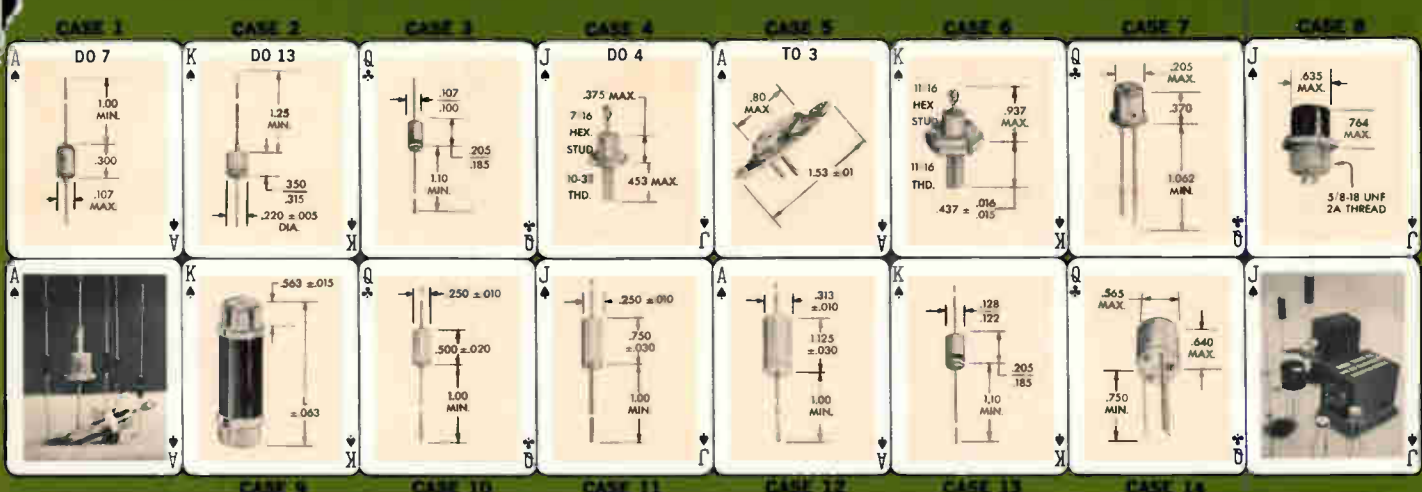 CASE 1 CASE 2 CASE 3 CASE 4 CASE 5 CASE 6 CASE 7 CASE 8
A
DO 7
1.00
MIN.
.300
.107
MAX.
A
K
DO 13
1.25
MIN.
.350
.315
.220 ±.005
DIA.
K
Q
.107
.100
.205
.185
1.10
MIN.
Q
J
DO 4
.375 MAX.
7 16
HEX.
STUD
10-32
THD.
453 MAX.
J
A
TO 3
.80
MAX
1.53 ±01
A
K
11 16
HEX
STUD
.937
MAX.
11 16
THD.
.437 ± .016
.015
K
Q
.205
MAX.
.370
1.062
MIN.
Q
J
.635
MAX.
764
MAX.
5/8-18 UNF
2A THREAD
J
A
A
K
.563 ±.015
±.063
K
Q
.250 ±.010
.500 ±.020
1.00
MIN.
Q
J
.250 ±.010
.750
±.030
1.00
MIN.
J
A
.313
±.010
1.125
±.030
1.00
MIN.
A
K
.128
.122
.205
.185
1.10
MIN.
K
Q
.565
MAX.
.640
MAX.
.750
MIN.
Q
J
J
CASE 9 CASE 10 CASE 11 CASE 12 CASE 13 CASE 14